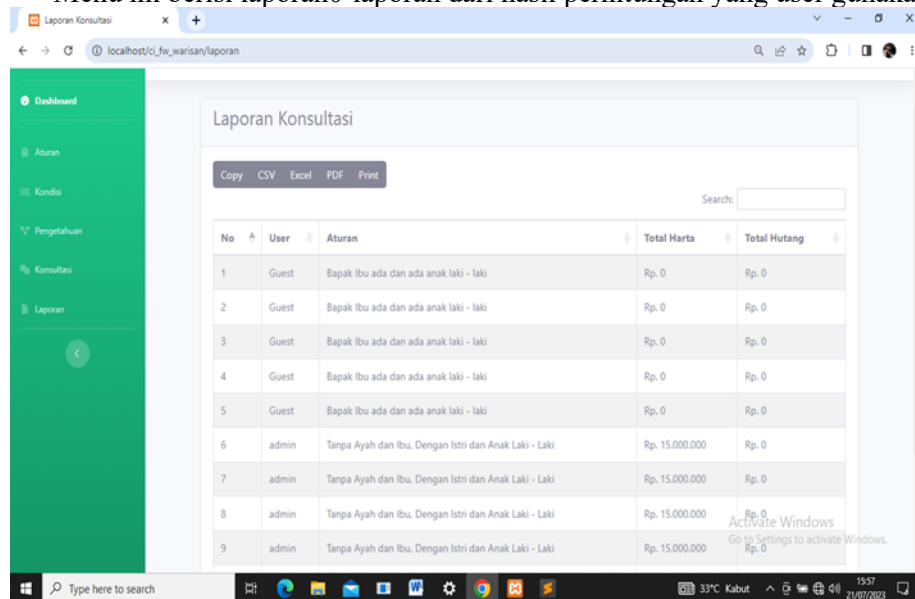 Menu ini berisi laporan0-laporan dari hasil perhitungan yang user gunaka
Laporan Konsultasi
localhost/ci_fw_warisan/laporan
Dashboard
Aturan
Kondisi
Pengetahuan
Konsultasi
Laporan
Laporan Konsultasi
Copy CSV Excel PDF Print
Search:
No User Aturan Total Harta Total Hutang
1 Guest Bapak Ibu ada dan ada anak laki - laki Rp. 0 Rp. 0
2 Guest Bapak Ibu ada dan ada anak laki - laki Rp. 0 Rp. 0
3 Guest Bapak Ibu ada dan ada anak laki - laki Rp. 0 Rp. 0
4 Guest Bapak Ibu ada dan ada anak laki - laki Rp. 0 Rp. 0
5 Guest Bapak Ibu ada dan ada anak laki - laki Rp. 0 Rp. 0
6 admin Tanpa Ayah dan Ibu, Dengan Istri dan Anak Laki - Laki Rp. 15.000.000 Rp. 0
7 admin Tanpa Ayah dan Ibu, Dengan Istri dan Anak Laki - Laki Rp. 15.000.000 Rp. 0
8 admin Tanpa Ayah dan Ibu, Dengan Istri dan Anak Laki - Laki Rp. 15.000.000 Rp. 0
Activate Windows
Go to Settings to activate Windows.
9 admin Tanpa Ayah dan Ibu, Dengan Istri dan Anak Laki - Laki Rp. 15.000.000 Rp. 0
Type here to search
33°C Kabut
15:57
21/07/2023